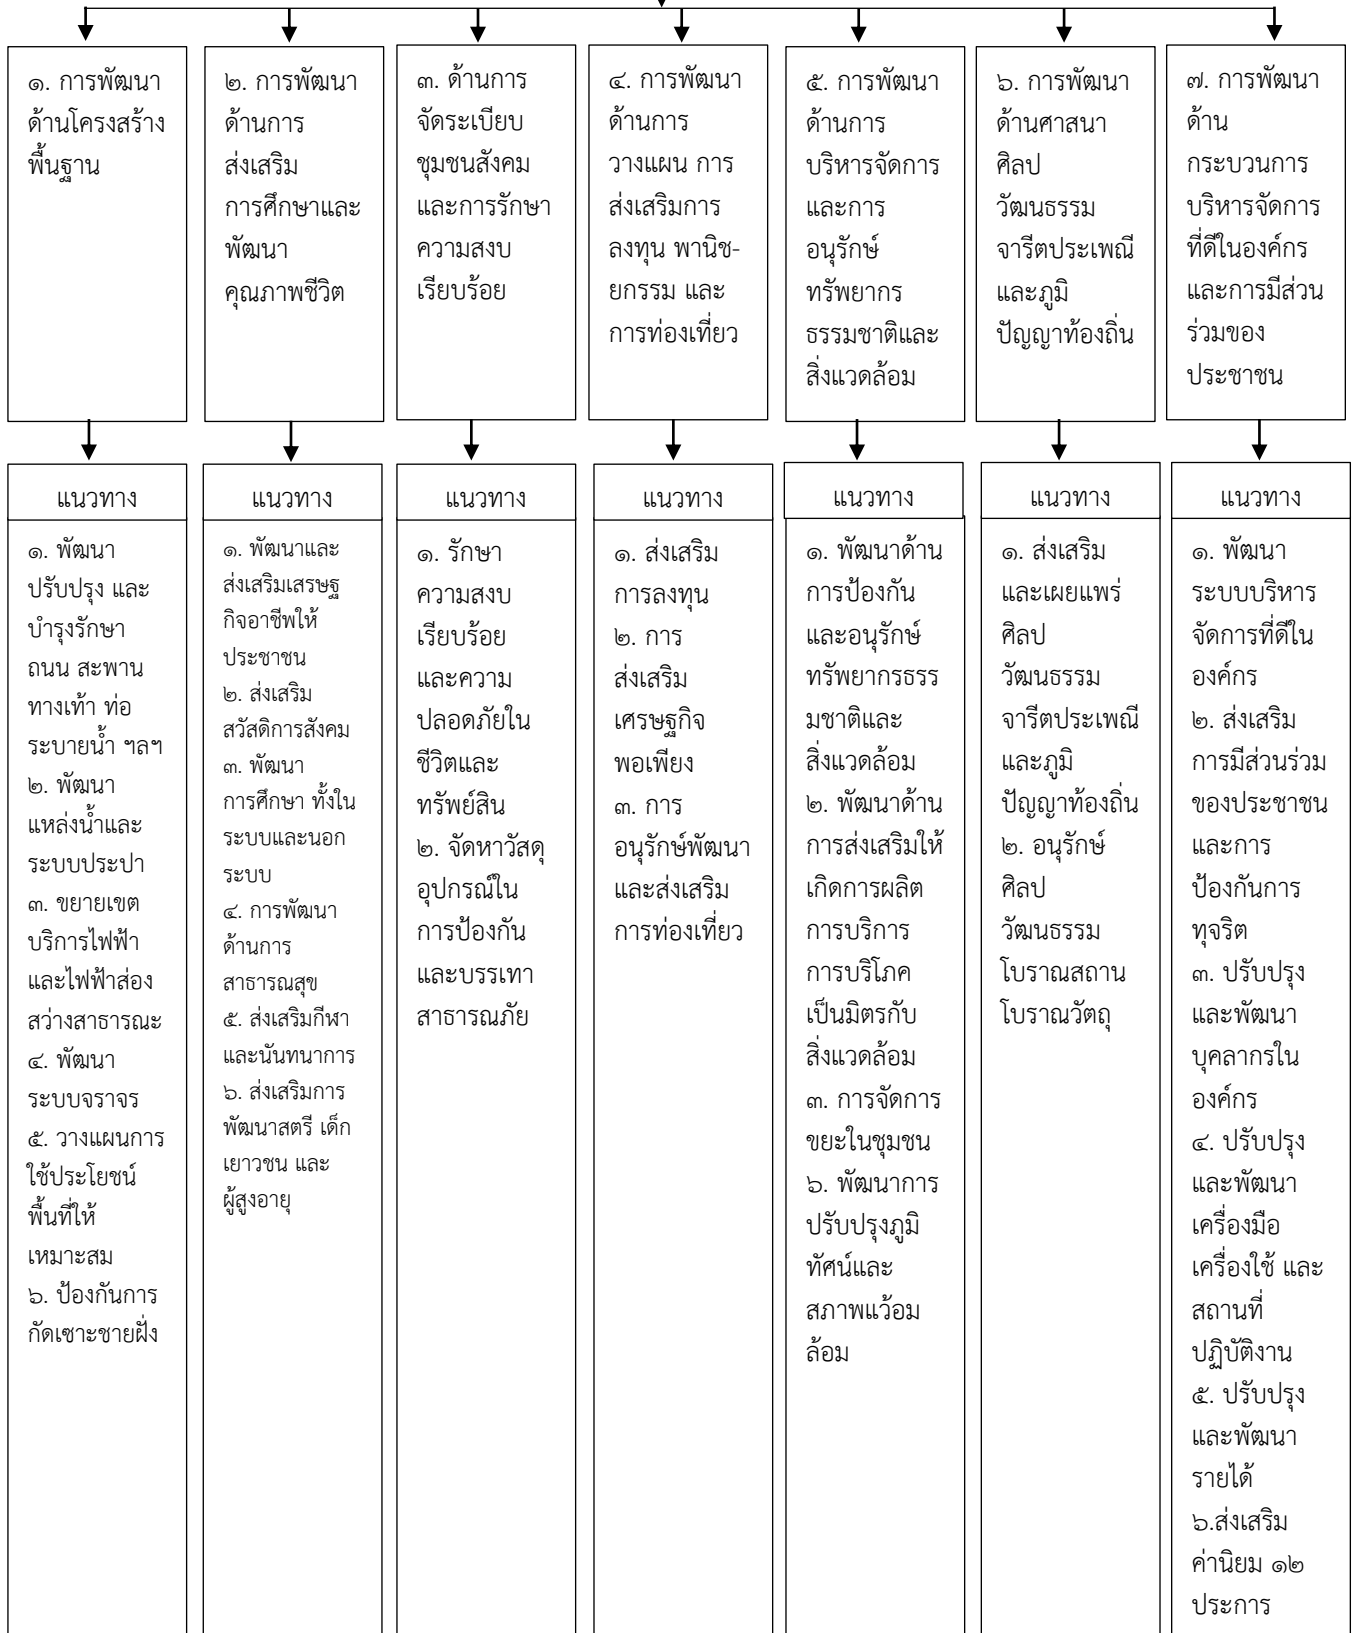 ๑. การพัฒนา
ด้านโครงสร้าง
พื้นฐาน
๒. การพัฒนา
ด้านการ
ส่งเสริม
การศึกษาและ
พัฒนา
คุณภาพชีวิต
๓. ด้านการ
จัดระเบียบ
ชุมชนสังคม
และการรักษา
ความสงบ
เรียบร้อย
๔. การพัฒนา
ด้านการ
วางแผน การ
ส่งเสริมการ
ลงทุน พานิช-
ยกรรม และ
การท่องเที่ยว
๕. การพัฒนา
ด้านการ
บริหารจัดการ
และการ
อนุรักษ์
ทรัพยากร
ธรรมชาติและ
สิ่งแวดล้อม
๖. การพัฒนา
ด้านศาสนา
ศิลป
วัฒนธรรม
จารีตประเพณี
และภูมิ
ปัญญาท้องถิ่น
๗. การพัฒนา
ด้าน
กระบวนการ
บริหารจัดการ
ที่ดีในองค์กร
และการมีส่วน
ร่วมของ
ประชาชน
แนวทาง
๑. พัฒนา
ปรับปรุง และ
บำรุงรักษา
ถนน สะพาน
ทางเท้า ท่อ
ระบายน้ำ ฯลฯ
๒. พัฒนา
แหล่งน้ำและ
ระบบประปา
๓. ขยายเขต
บริการไฟฟ้า
และไฟฟ้าส่อง
สว่างสาธารณะ
๔. พัฒนา
ระบบจราจร
๕. วางแผนการ
ใช้ประโยชน์
พื้นที่ให้
เหมาะสม
๖. ป้องกันการ
กัดเซาะชายฝั่ง
แนวทาง
๑. พัฒนาและ
ส่งเสริมเสรษฐ
กิจอาชีพให้
ประชาชน
๒. ส่งเสริม
สวัสดิการสังคม
๓. พัฒนา
การศึกษา ทั้งใน
ระบบและนอก
ระบบ
๔. การพัฒนา
ด้านการ
สาธารณสุข
๕. ส่งเสริมกีฬา
และนันทนาการ
๖. ส่งเสริมการ
พัฒนาสตรี เด็ก
เยาวชน และ
ผู้สูงอายุ
แนวทาง
๑. รักษา
ความสงบ
เรียบร้อย
และความ
ปลอดภัยใน
ชีวิตและ
ทรัพย์สิน
๒. จัดหาวัสดุ
อุปกรณ์ใน
การป้องกัน
และบรรเทา
สาธารณภัย
แนวทาง
๑. ส่งเสริม
การลงทุน
๒. การ
ส่งเสริม
เศรษฐกิจ
พอเพียง
๓. การ
อนุรักษ์พัฒนา
และส่งเสริม
การท่องเที่ยว
แนวทาง
๑. พัฒนาด้าน
การป้องกัน
และอนุรักษ์
ทรัพยากรธรร
มชาติและ
สิ่งแวดล้อม
๒. พัฒนาด้าน
การส่งเสริมให้
เกิดการผลิต
การบริการ
การบริโภค
เป็นมิตรกับ
สิ่งแวดล้อม
๓. การจัดการ
ขยะในชุมชน
๖. พัฒนาการ
ปรับปรุงภูมิ
ทัศน์และ
สภาพแว้อม
ล้อม
แนวทาง
๑. ส่งเสริม
และเผยแพร่
ศิลป
วัฒนธรรม
จารีตประเพณี
และภูมิ
ปัญญาท้องถิ่น
๒. อนุรักษ์
ศิลป
วัฒนธรรม
โบราณสถาน
โบราณวัตถุ
แนวทาง
๑. พัฒนา
ระบบบริหาร
จัดการที่ดีใน
องค์กร
๒. ส่งเสริม
การมีส่วนร่วม
ของประชาชน
และการ
ป้องกันการ
ทุจริต
๓. ปรับปรุง
และพัฒนา
บุคลากรใน
องค์กร
๔. ปรับปรุง
และพัฒนา
เครื่องมือ
เครื่องใช้ และ
สถานที่
ปฏิบัติงาน
๕. ปรับปรุง
และพัฒนา
รายได้
๖.ส่งเสริม
ค่านิยม ๑๒
ประการ